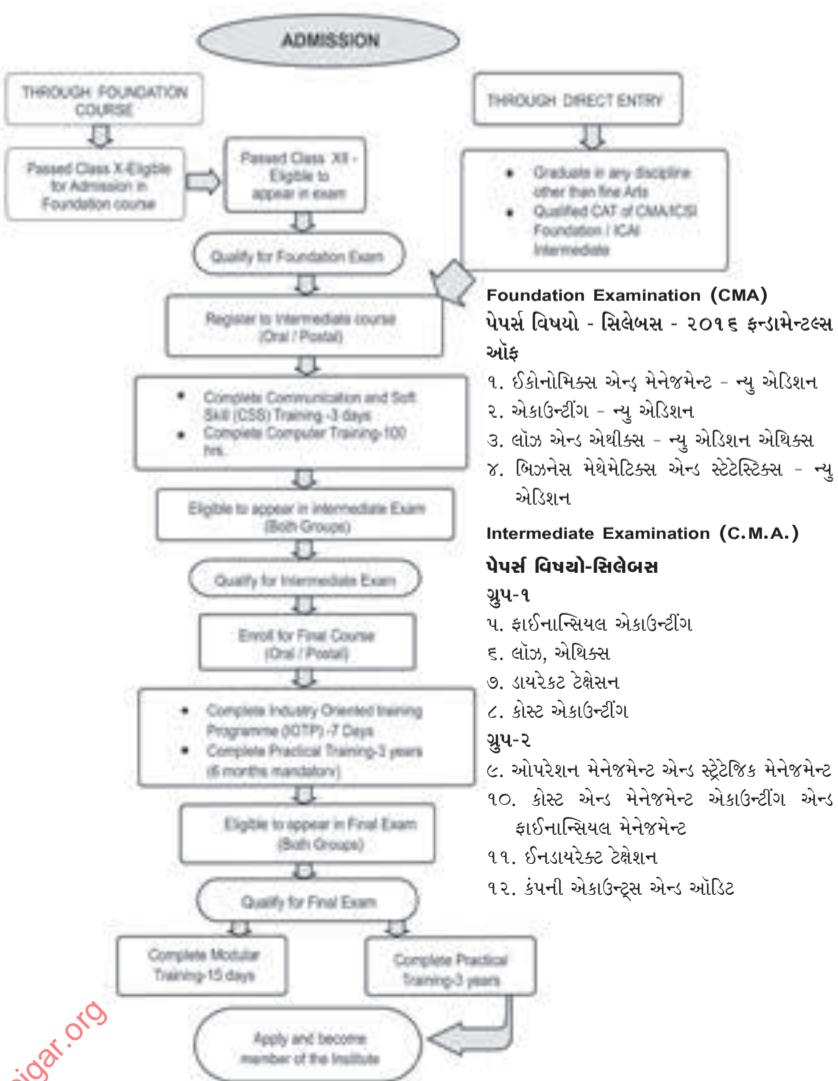 ADMISSION
THROUGH FOUNDATION
COURSE
THROUGH DIRECT ENTRY
Passed Class X-Eligible
for Admission in
Foundation course
Passed Class XII -
Eligible to
appear in exam
• Graduate in any discipline
other than fine Arts
• Qualified CAT of CMA/ICSI
Foundation / ICAI
Intermediate
Qualify for Foundation Exam
Register to Intermediate course
(Oral / Postal)
• Complete Communication and Soft
Skill (CSS) Training -3 days
• Complete Computer Training-100
hrs.
Eligible to appear in intermediate Exam
(Both Groups)
Qualify for Intermediate Exam
Enroll for Final Course
(Oral / Postal)
• Complete Industry Oriented training
Programme (IOTP) -7 Days
• Complete Practical Training-3 years
(6 months mandatory)
Eligible to appear in Final Exam
(Both Groups)
Qualify for Final Exam
Complete Modular
Training-15 days
Complete Practical
Training-3 years
Apply and become
member of the Institute
Foundation Examination (CMA)
પેપર્સ વિષયો - સિલેબસ - ૨૦૧૬ ફન્ડામેન્ટલ્સ
ઑફ
૧. ઈકોનોમિક્સ એન્ડ્ મેનેજમેન્ટ - ન્યુ એડિશન
૨. એકાઉન્ટીંગ - ન્યુ એડિશન
૩. લૉઝ એન્ડ એથીક્સ - ન્યુ એડિશન એથિક્સ
૪. બિઝનેસ મેથેમેટિક્સ એન્ડ સ્ટેટેસ્ટિક્સ - ન્યુ
એડિશન
Intermediate Examination (C.M.A.)
પેપર્સ વિષયો-સિલેબસ
ગ્રુપ-૧
૫. ફાઈનાન્સિયલ એકાઉન્ટીંગ
૬. લૉઝ, એથિક્સ
૭. ડાયરેકટ ટેક્ષેસન
૮. કોસ્ટ એકાઉન્ટીંગ
ગ્રુપ-૨
૯. ઓપરેશન મેનેજમેન્ટ એન્ડ સ્ટ્રેટેજિક મેનેજમેન્ટ
૧૦. કોસ્ટ એન્ડ મેનેજમેન્ટ એકાઉન્ટીંગ એન્ડ
ફાઈનાન્સિયલ મેનેજમેન્ટ
૧૧. ઈનડાયરેક્ટ ટેક્ષેશન
૧૨. કંપની એકાઉન્ટ્સ એન્ડ ઑડિટ